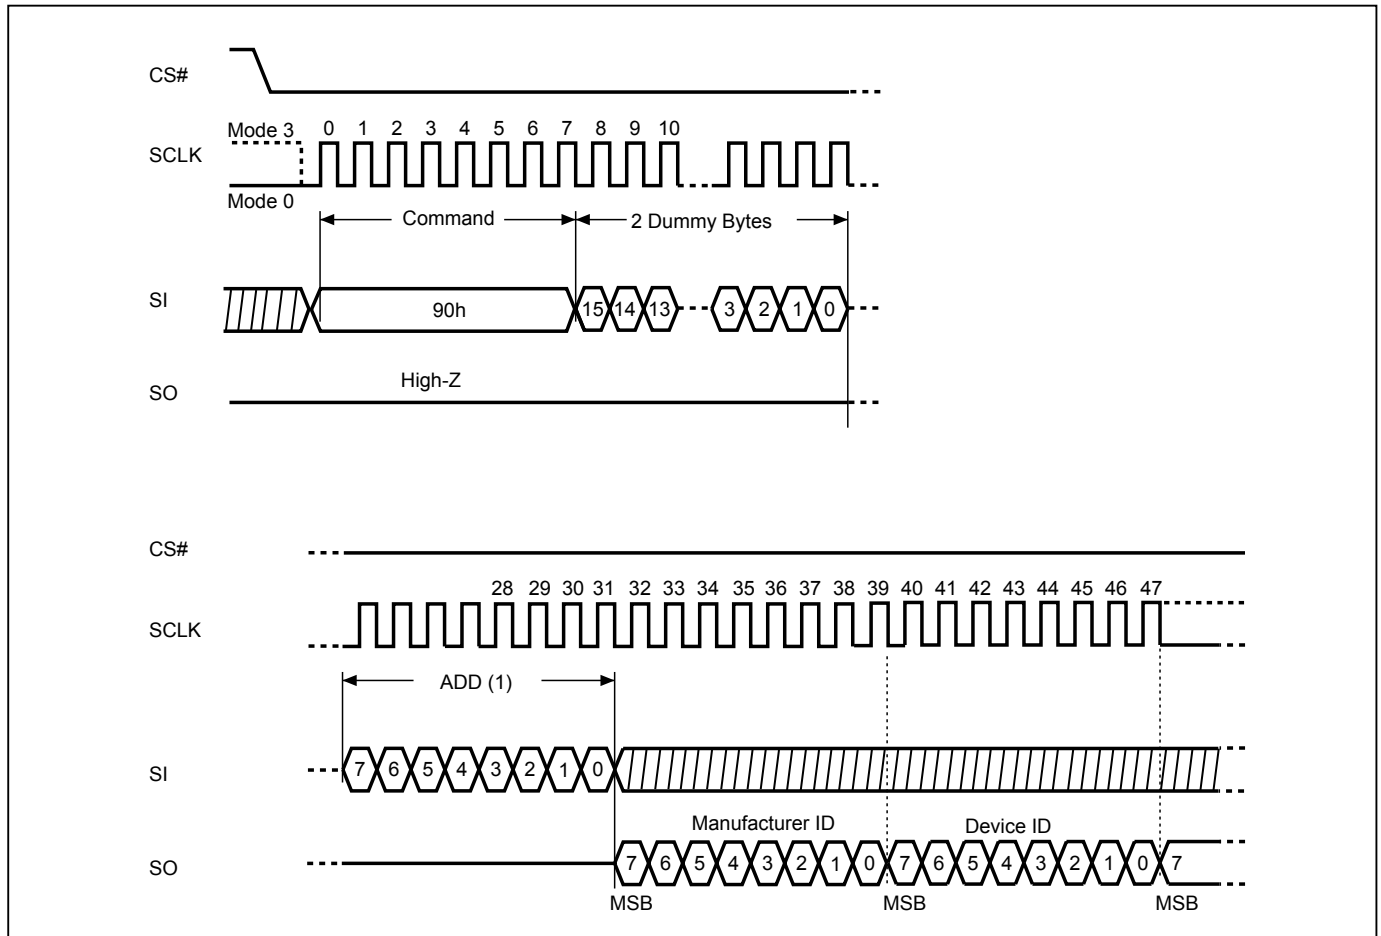 CS#
Mode 3 0 1 2 3 4 5 6 7 8 9 10
SCLK
Mode 0
Command 2 Dummy Bytes
SI 90h 15 14 13 3 2 1 0
High-Z
SO
CS#
28 29 30 31 32 33 34 35 36 37 38 39 40 41 42 43 44 45 46 47
SCLK
ADD (1)
SI 7 6 5 4 3 2 1 0
Manufacturer ID Device ID
SO 7 6 5 4 3 2 1 0 7 6 5 4 3 2 1 0 7
MSB MSB MSB